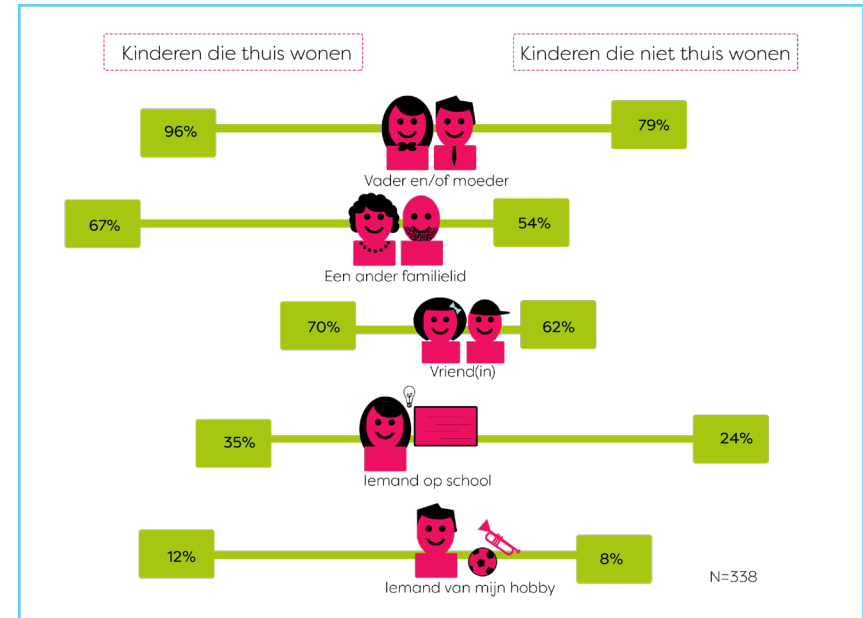 Kinderen die thuis wonen
Kinderen die niet thuis wonen
96%
79%
Vader en/of moeder
67%
54%
Een ander familielid
70%
62%
Vriend(in)
35%
24%
Iemand op school
12%
8%
Iemand van mijn hobby
N=338